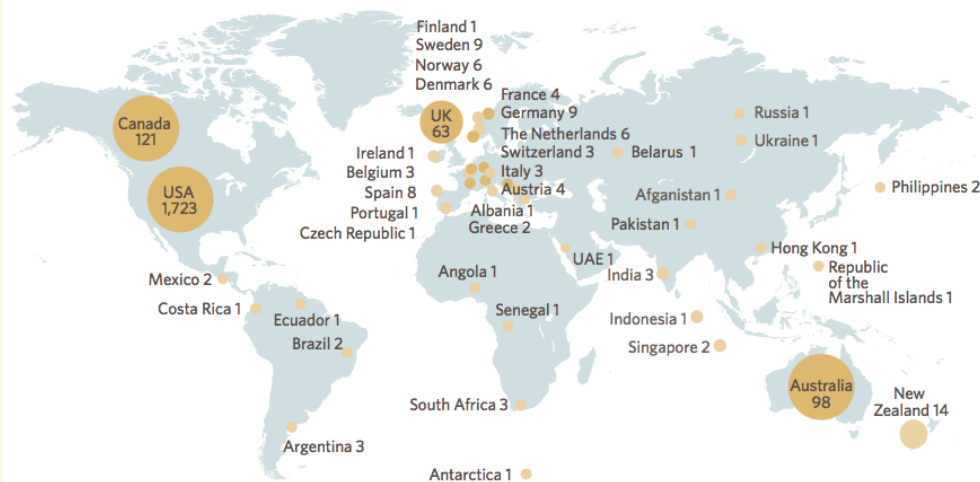 Finland 1
Sweden 9
Norway 6
Denmark 6
France 4
Germany 9
The Netherlands 6
Switzerland 3
Italy 3
Austria 4
Albania 1
Greece 2
Canada
121
USA
1,723
UK
63
Ireland 1
Belgium 3
Spain 8
Portugal 1
Czech Republic 1
Russia 1
Ukraine 1
Belarus 1
Afganistan 1
Pakistan 1
Philippines 2
Hong Kong 1
Republic
of the
Marshall Islands 1
UAE 1
India 3
Mexico 2
Costa Rica 1
Ecuador 1
Brazil 2
Argentina 3
Angola 1
Senegal 1
South Africa 3
Indonesia 1
Singapore 2
Australia
98
New
Zealand 14
Antarctica 1